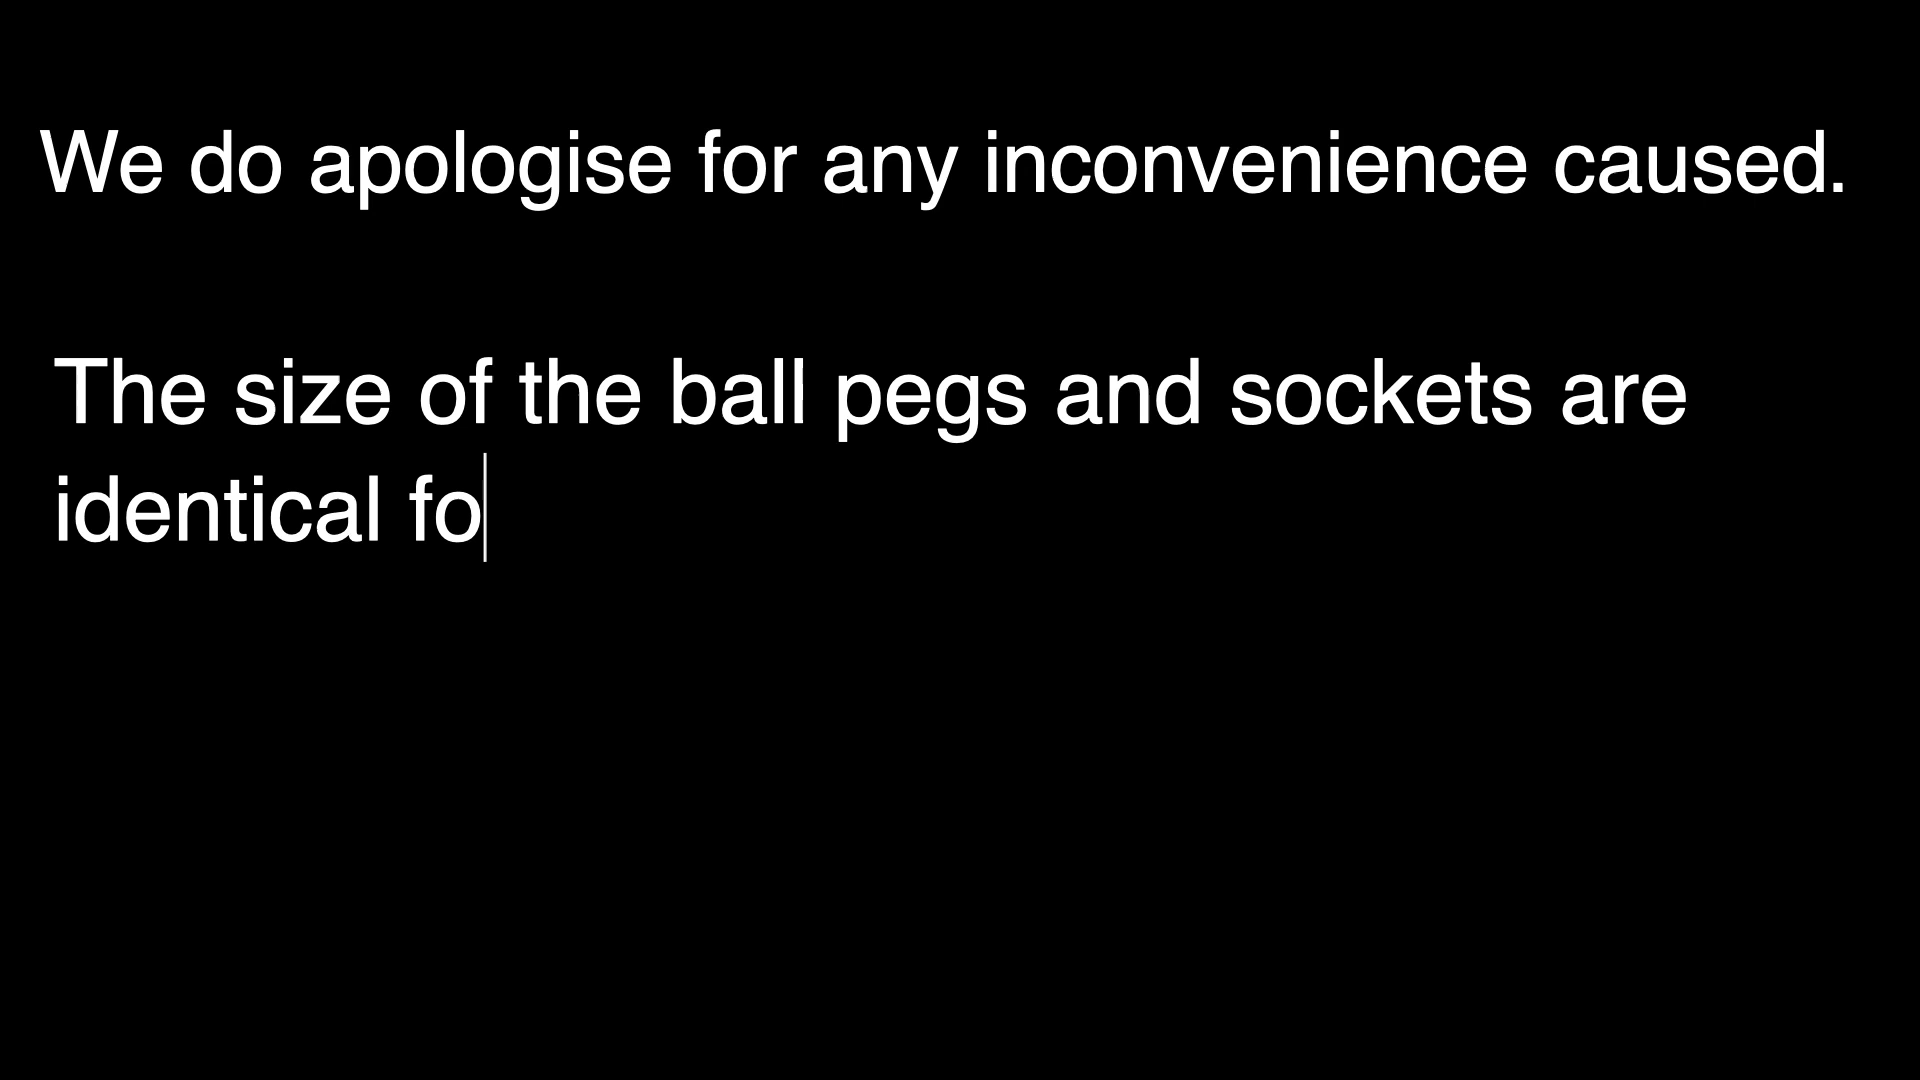 We do apologise for any inconvenience caused.
The size of the ball pegs and sockets are
identical fo